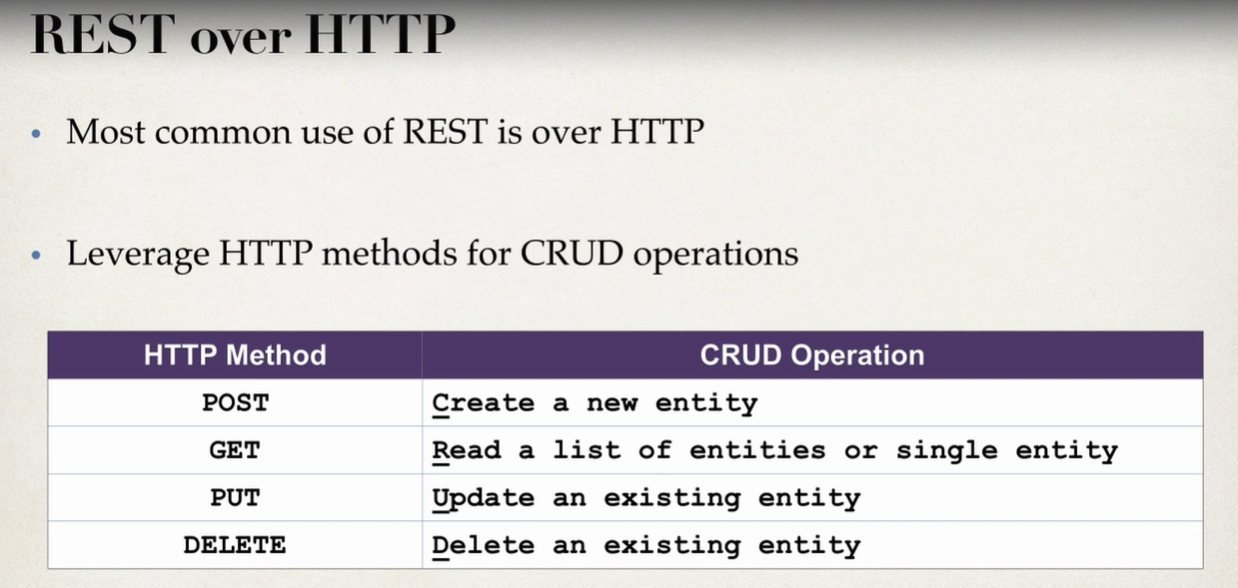 REST over HTTP
• Most common use of REST is over HTTP
• Leverage HTTP methods for CRUD operations
HTTP Method CRUD Operation
POST Create a new entity
GET Read a list of entities or single entity
PUT Update an existing entity
DELETE Delete an existing entity